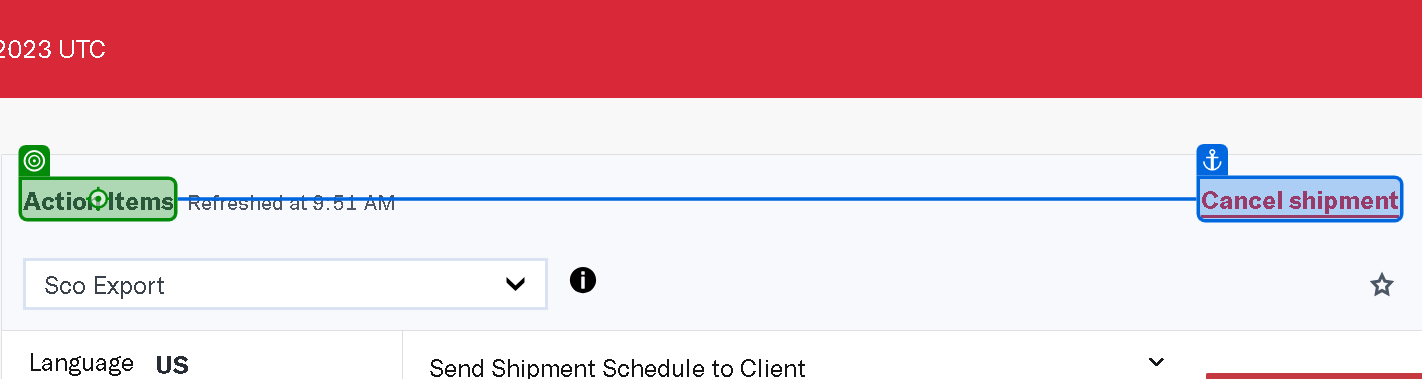 2023 UTC
Action Items Refreshed at 9:51 AM Cancel shipment
Sco Export
Language US Send Shipment Schedule to Client